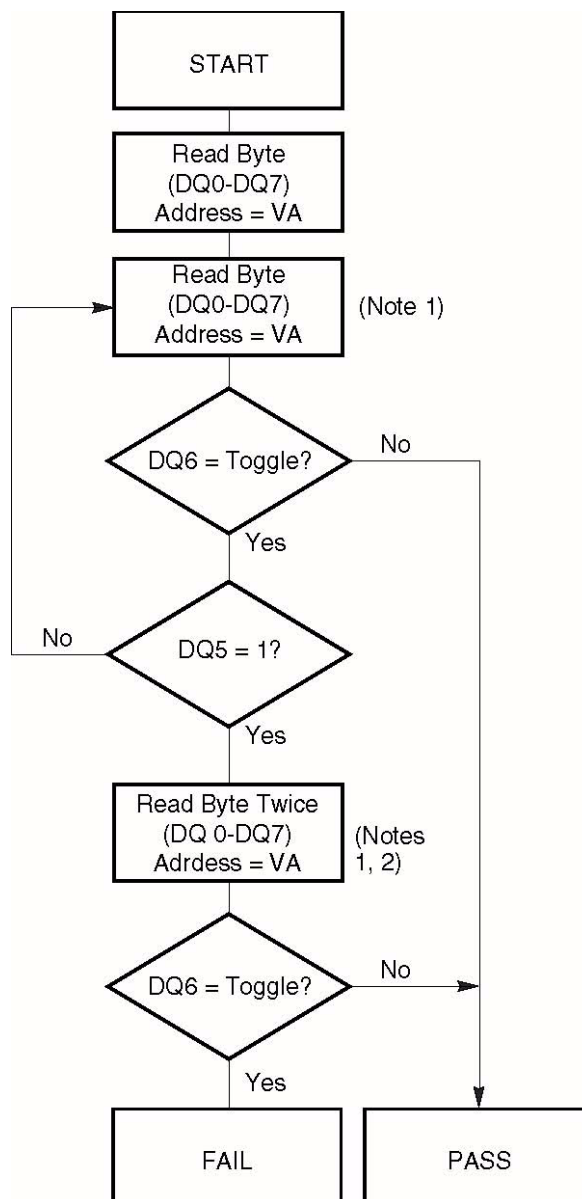 START
Read Byte
(DQ0-DQ7)
Address = VA
Read Byte
(DQ0-DQ7)
Address = VA
(Note 1)
DQ6 = Toggle?
No
Yes
DQ5 = 1?
No
Yes
Read Byte Twice
(DQ 0-DQ7)
Adrdess = VA
(Notes
1, 2)
DQ6 = Toggle?
No
Yes
FAIL
PASS